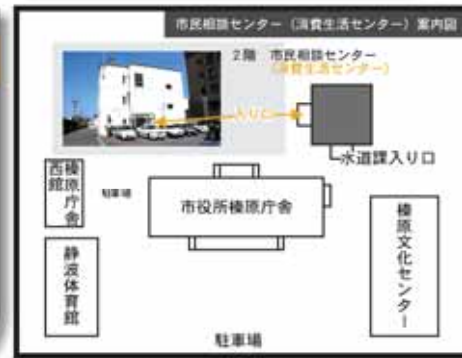 市民相談センター（消費生活センター）案内図
2階 市民相談センター
（消費生活センター）
入り口
水道課入り口
榛原庁舎
西館
駐車場
市役所榛原庁舎
静波体育館
榛原文化センター
駐車場